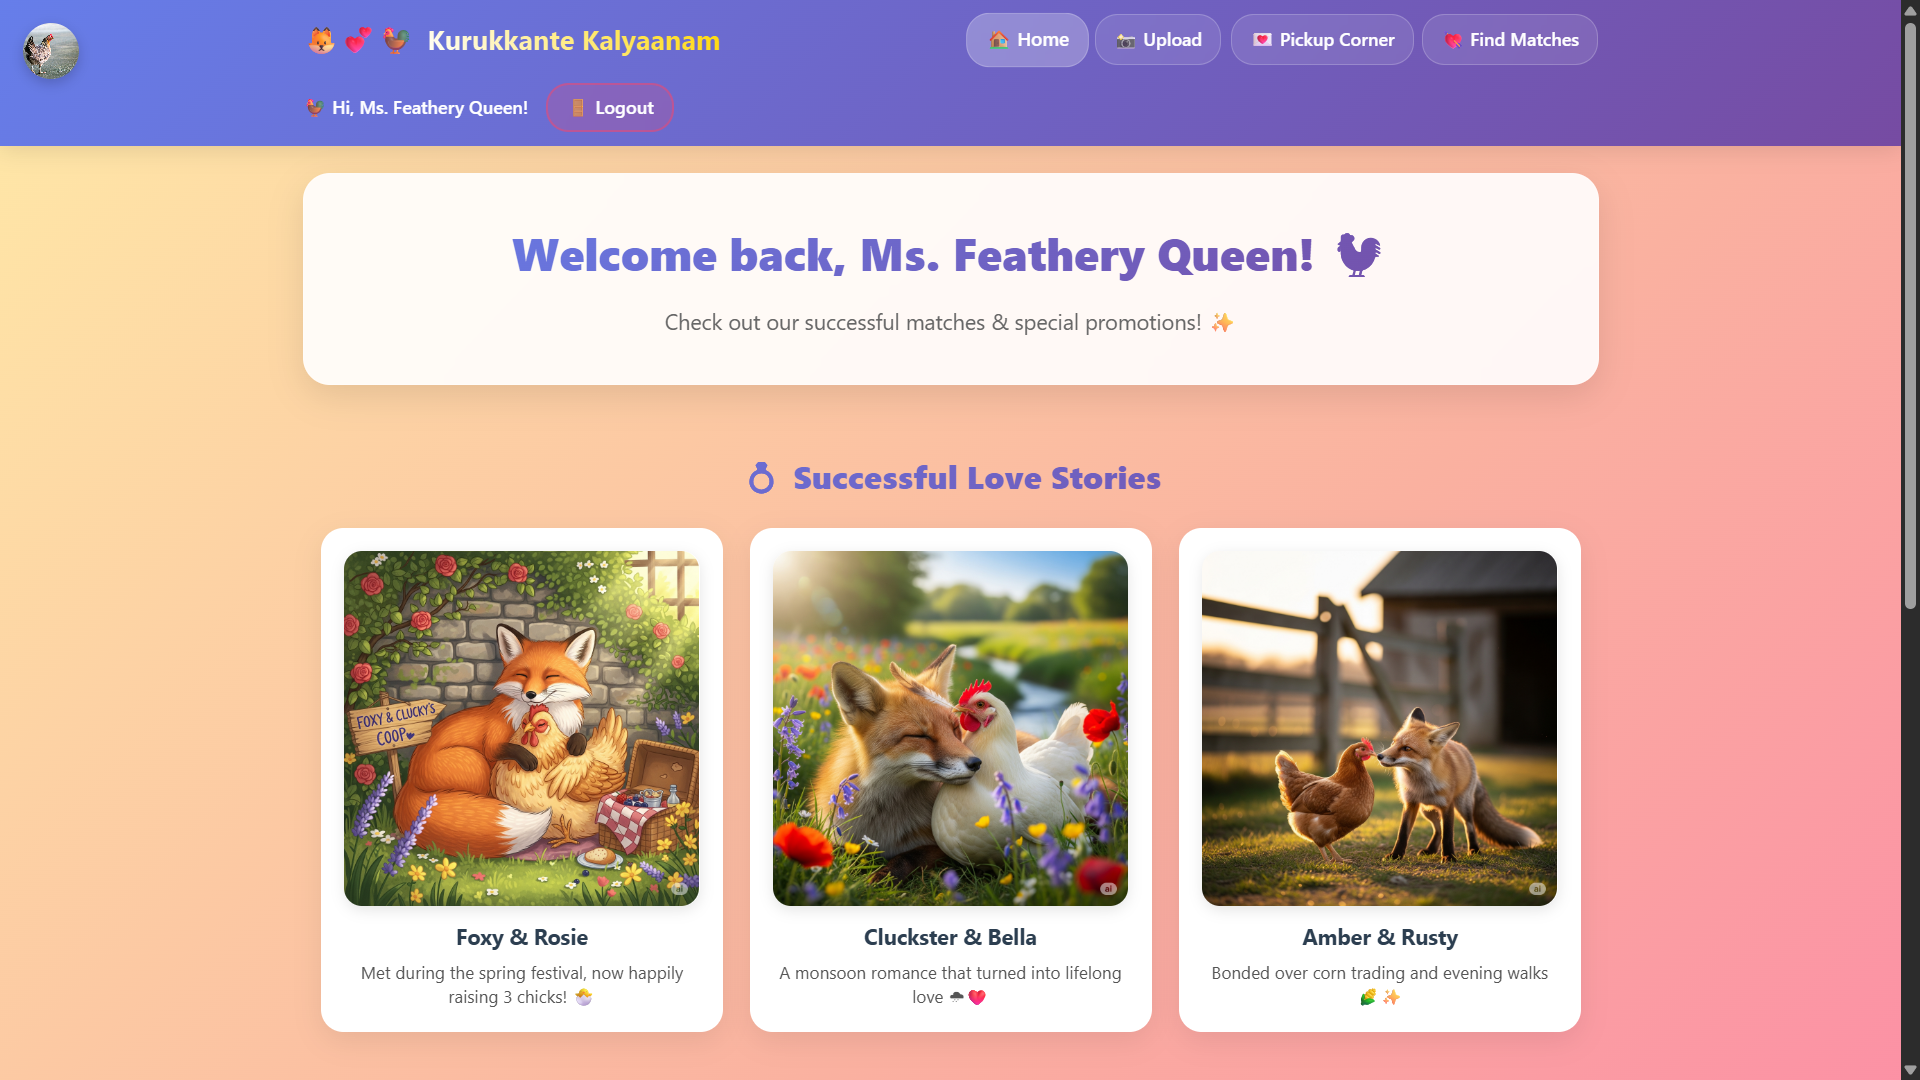 🦊 💕 🐓 Kurukkante Kalyaanam
🏠 Home
📷 Upload
💌 Pickup Corner
💘 Find Matches
🐓 Hi, Ms. Feathery Queen!
🚪 Logout
Welcome back, Ms. Feathery Queen! 🐓
Check out our successful matches & special promotions! ✨
💍 Successful Love Stories
FOXY & CLUCKY'S
COOP
ai
ai
ai
Foxy & Rosie
Met during the spring festival, now happily
raising 3 chicks! 🐣
Cluckster & Bella
A monsoon romance that turned into lifelong
love 🌧️❤️
Amber & Rusty
Bonded over corn trading and evening walks
🌽 ✨